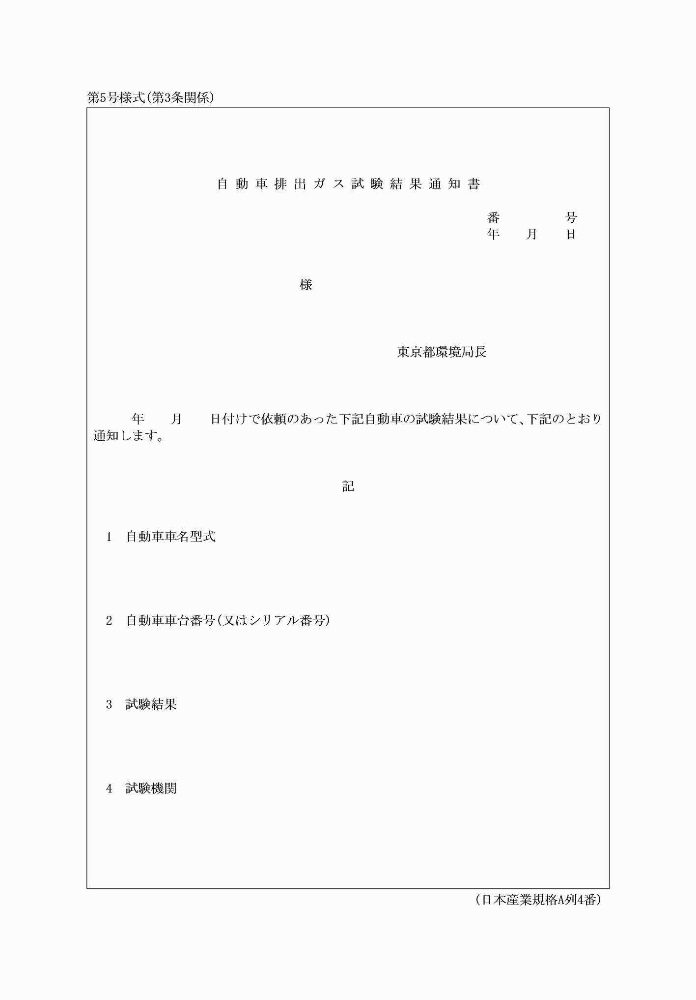 第5号様式(第3条関係)
自動車排出ガス試験結果通知書
番　　　　　号
年　　月　　日
様
東京都環境局長
年　　月　　日付けで依頼のあった下記自動車の試験結果について、下記のとおり
通知します。
記
1　自動車車名型式
2　自動車車台番号(又はシリアル番号)
3　試験結果
4　試験機関
(日本産業規格A列4番)